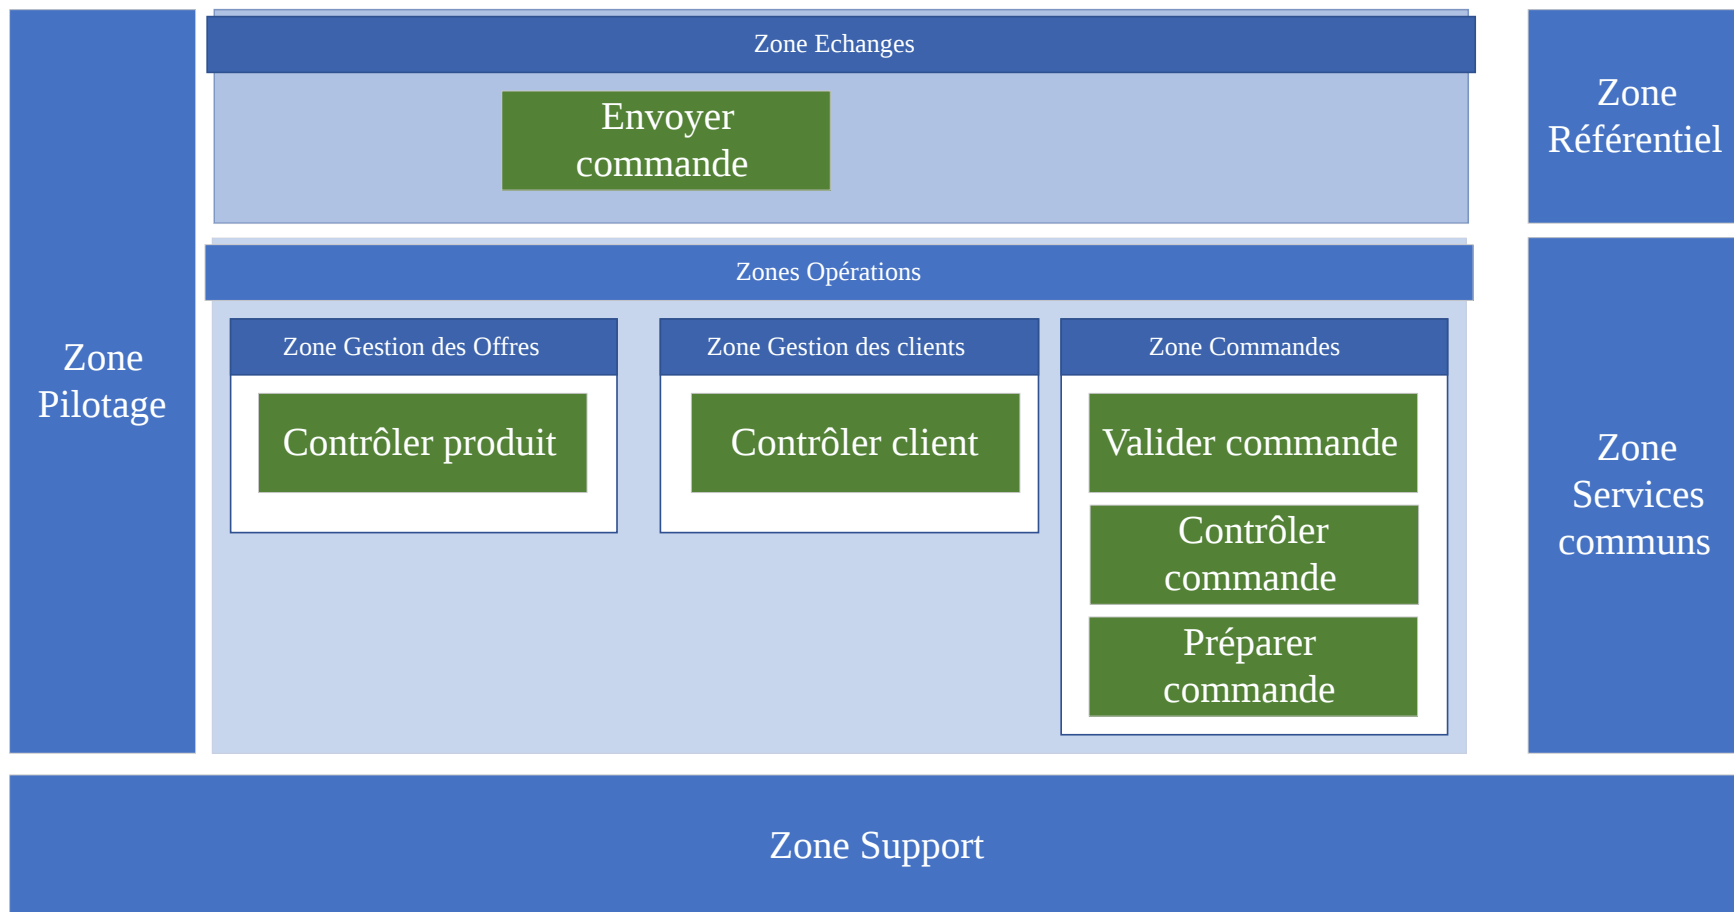 Zone Echanges
Envoyer
commande
Zone
Référentiel
Zone
Pilotage
Zones Opérations
Zone Gestion des Offres
Contrôler produit
Zone Gestion des clients
Contrôler client
Zone Commandes
Valider commande
Contrôler
commande
Préparer
commande
Zone
Services
communs
Zone Support